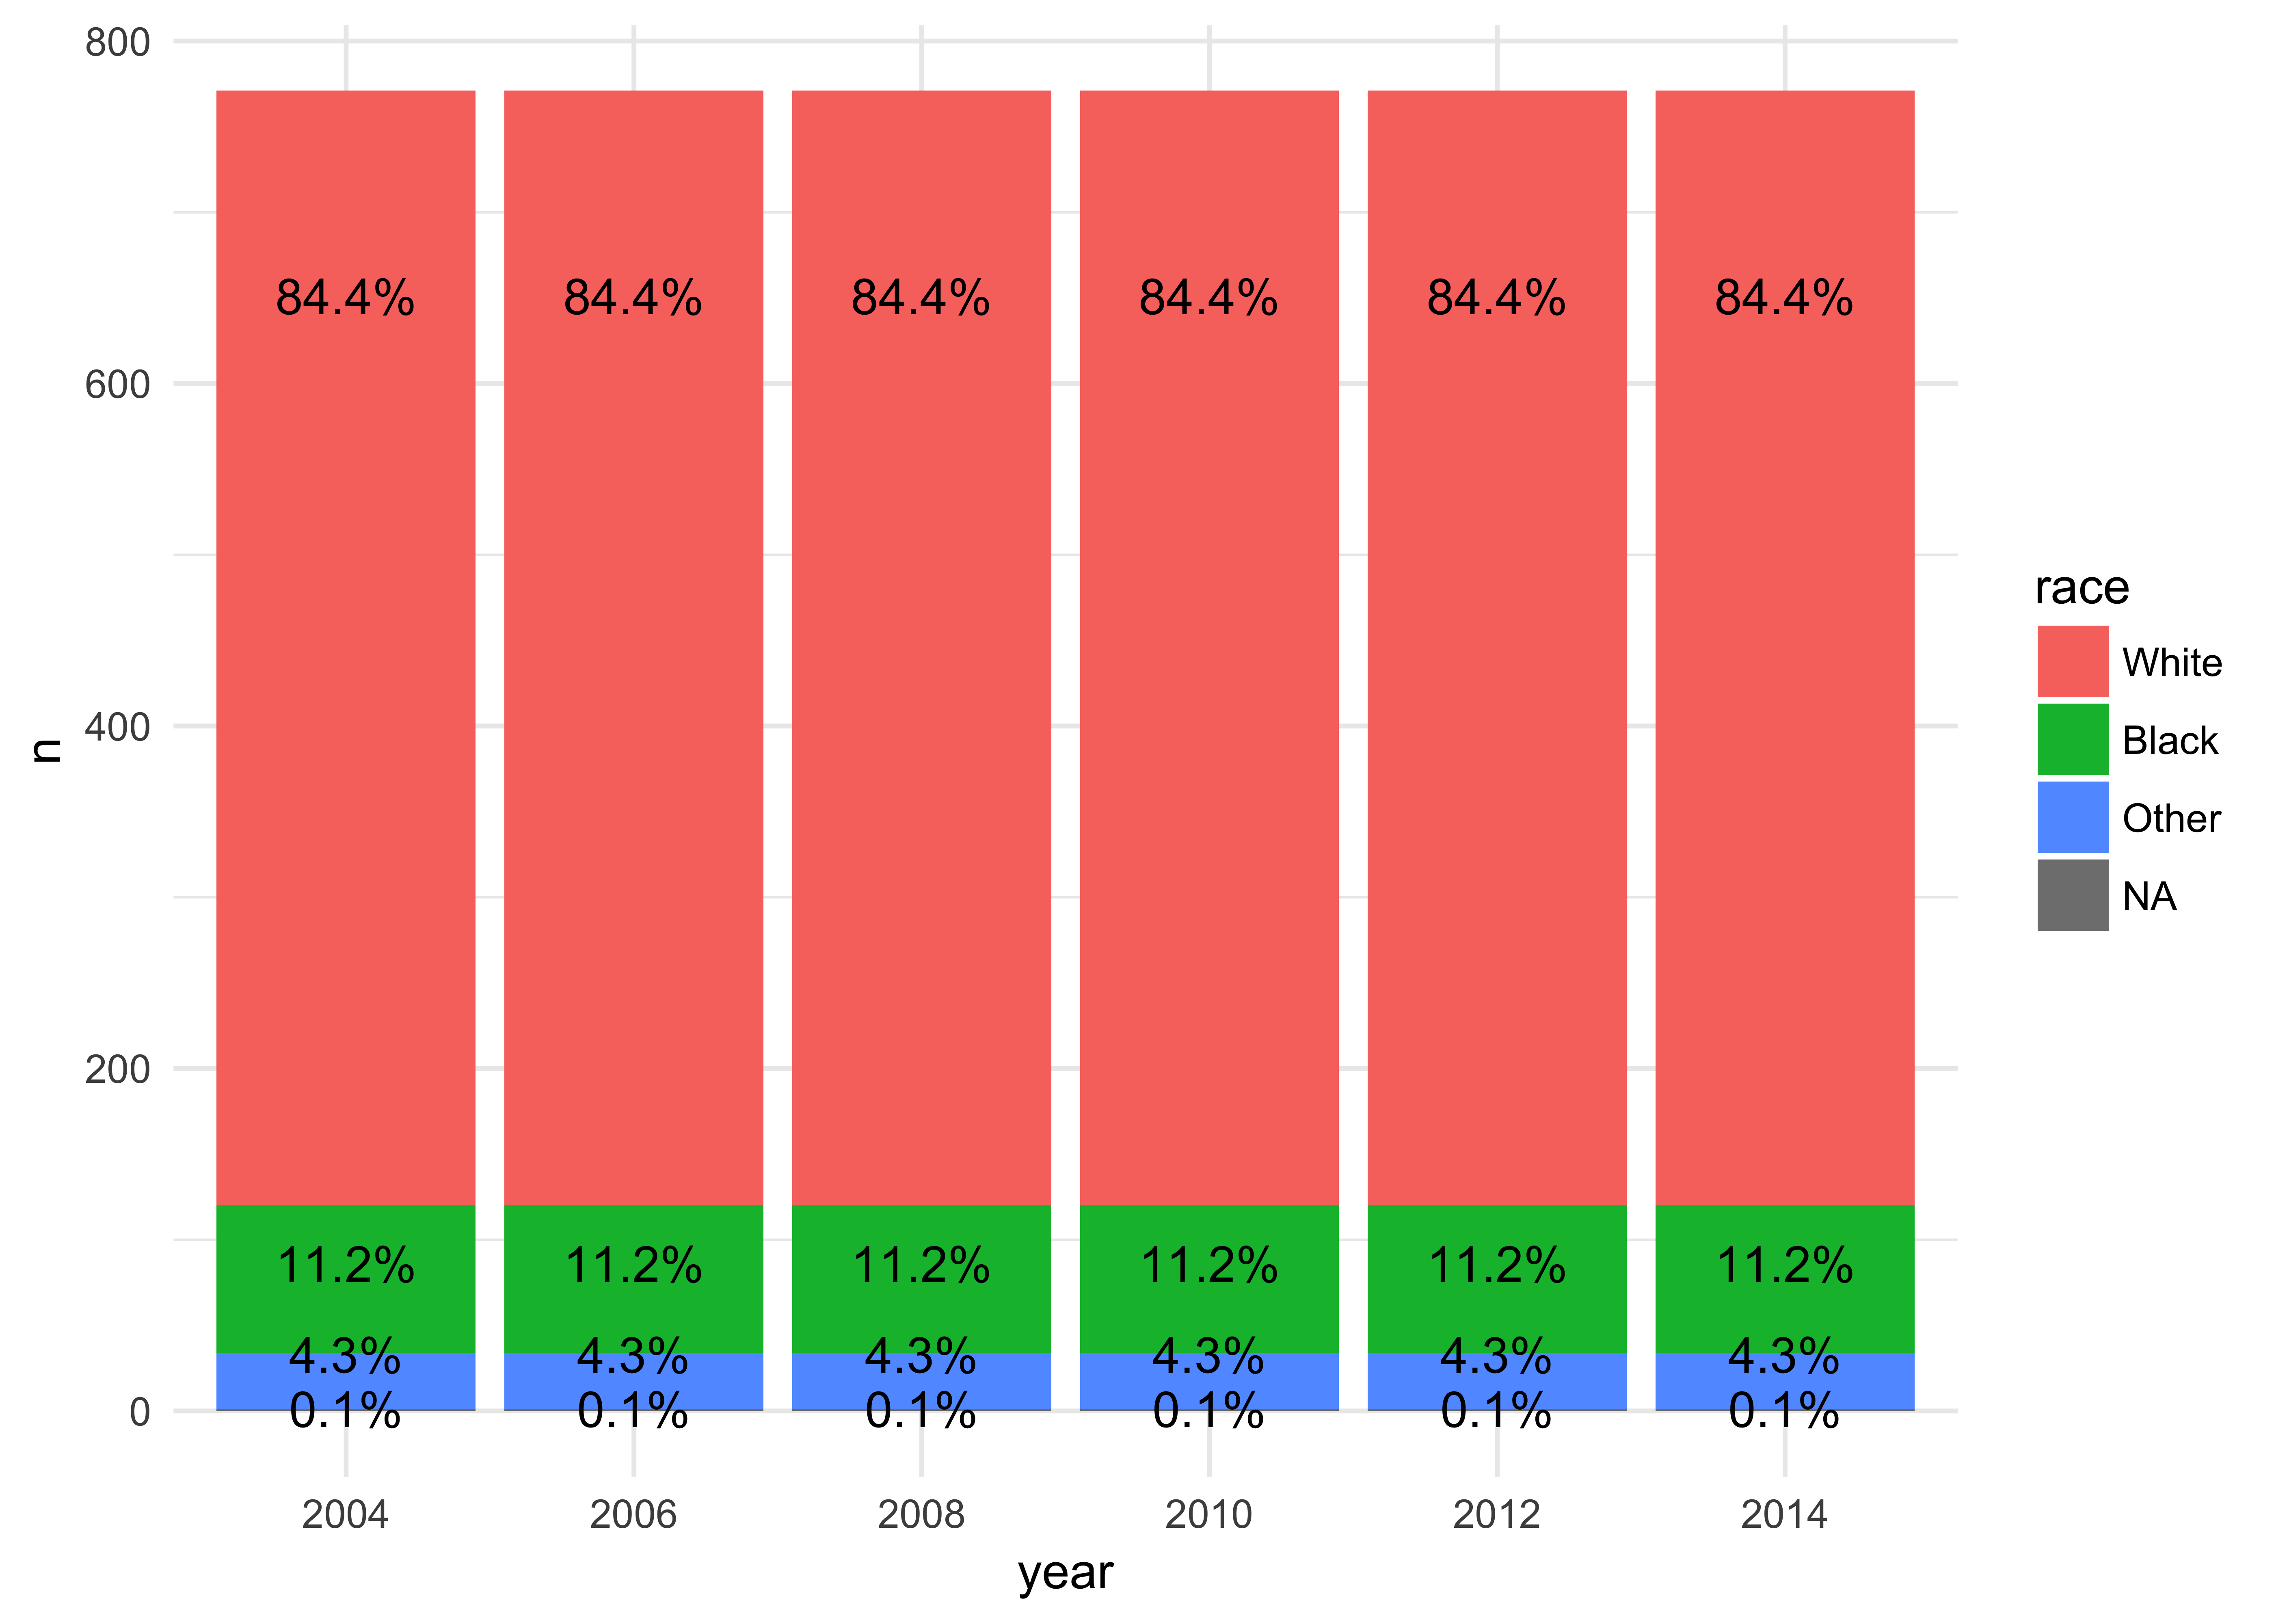 800
600
400
200
0
n
84.4% 84.4% 84.4% 84.4% 84.4% 84.4%
11.2% 11.2% 11.2% 11.2% 11.2% 11.2%
4.3% 4.3% 4.3% 4.3% 4.3% 4.3%
0.1% 0.1% 0.1% 0.1% 0.1% 0.1%
2004 2006 2008 2010 2012 2014
year
race
White
Black
Other
NA